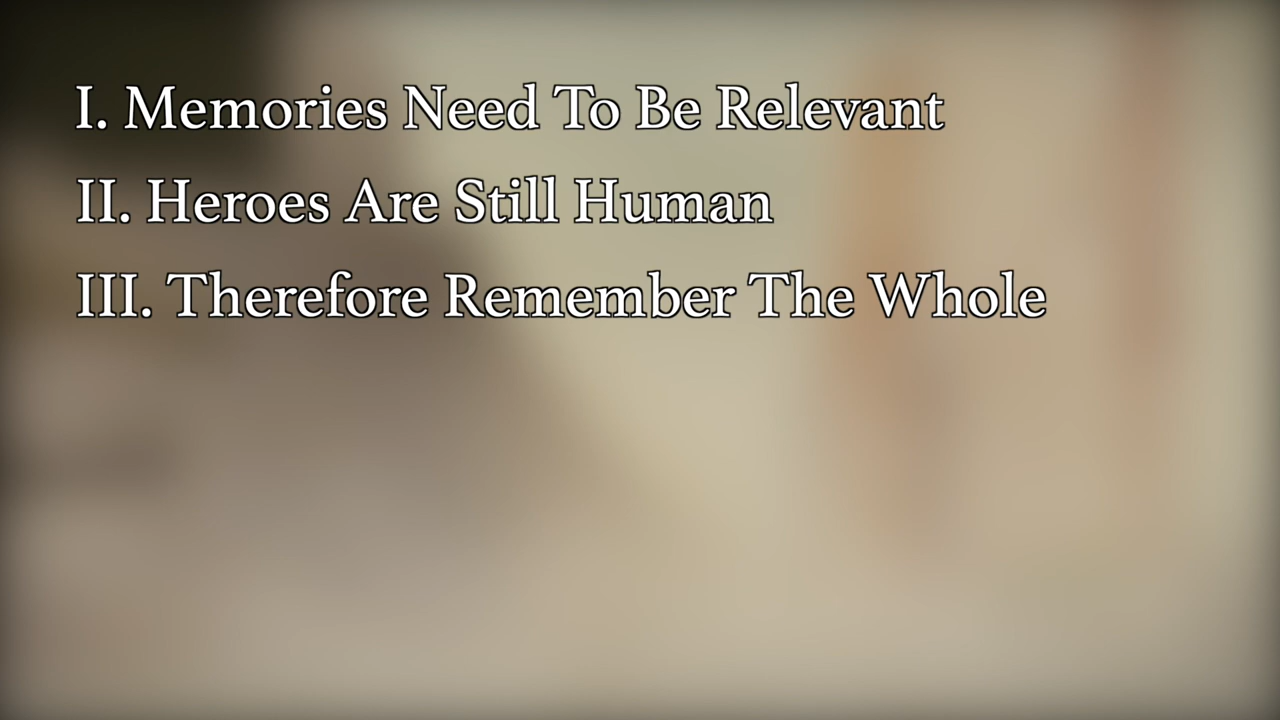 I. Memories Need To Be Relevant
II. Heroes Are Still Human
III. Therefore Remember The Whole